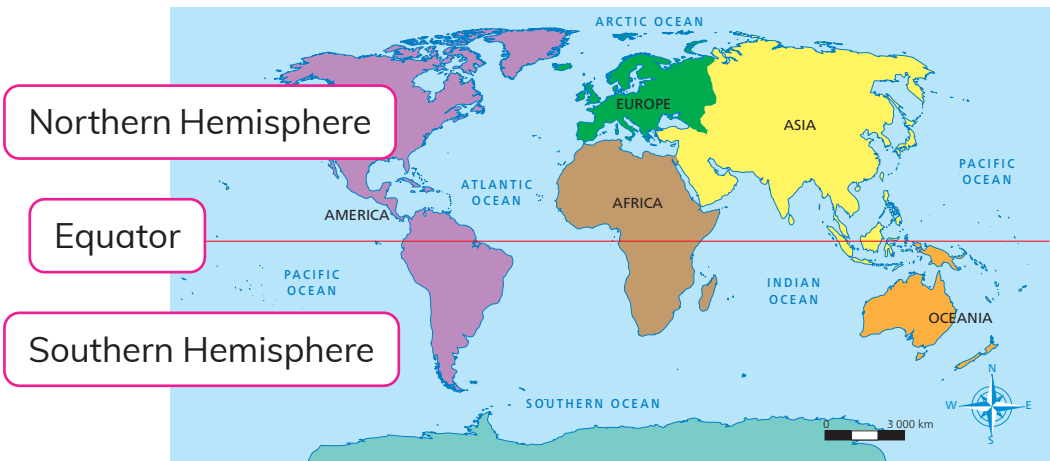 ARCTIC OCEAN
EUROPE
Northern Hemisphere
ASIA
PACIFIC
OCEAN
ATLANTIC
OCEAN
AFRICA
AMERICA
Equator
PACIFIC
OCEAN
INDIAN
OCEAN
OCEANIA
Southern Hemisphere
N
W
E
S
SOUTHERN OCEAN
0 3 000 km